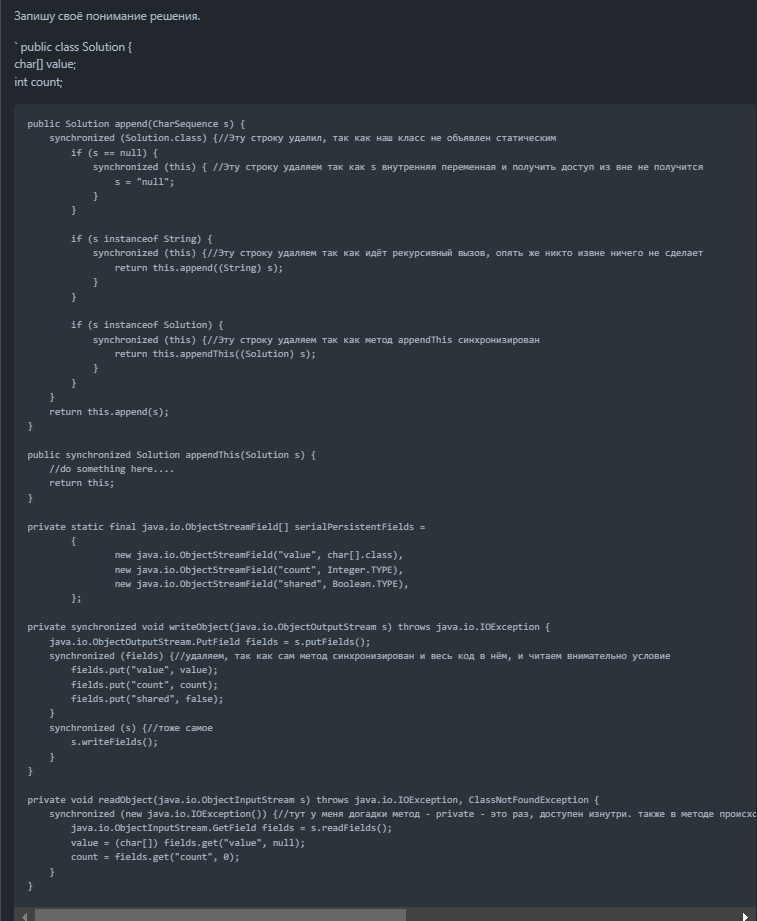 Запишу своё понимание решения.
`public class Solution {
char[] value;
int count;
public Solution append(CharSequence s) {
synchronized (Solution.class) {//Эту строку удалил, так как наш класс не объявлен статическим
if (s == null) {
synchronized (this) { //Эту строку удаляем так как s внутренняя переменная и получить доступ из вне не получится
s = "null";
}
}
if (s instanceof String) {
synchronized (this) {//Эту строку удаляем так как идёт рекурсивный вызов, опять же никто извне ничего не сделает
return this.append((String) s);
}
}
if (s instanceof Solution) {
synchronized (this) {//Эту строку удаляем так как метод appendThis синхронизирован
return this.appendThis((Solution) s);
}
}
}
return this.append(s);
}
public synchronized Solution appendThis(Solution s) {
//do something here....
return this;
}
private static final java.io.ObjectStreamField[] serialPersistentFields =
{
new java.io.ObjectStreamField("value", char[].class),
new java.io.ObjectStreamField("count", Integer.TYPE),
new java.io.ObjectStreamField("shared", Boolean.TYPE),
};
private synchronized void writeObject(java.io.ObjectOutputStream s) throws java.io.IOException {
java.io.ObjectOutputStream.PutField fields = s.putFields();
synchronized (fields) {//удаляем, так как сам метод синхронизирован и весь код в нём, и читаем внимательно условие
fields.put("value", value);
fields.put("count", count);
fields.put("shared", false);
}
synchronized (s) {//тоже самое
s.writeFields();
}
}
private void readObject(java.io.ObjectInputStream s) throws java.io.IOException, ClassNotFoundException {
synchronized (new java.io.IOException()) {//тут у меня догадки метод - private - это раз, доступен изнутри. также в методе происхо
java.io.ObjectInputStream.GetField fields = s.readFields();
value = (char[]) fields.get("value", null);
count = fields.get("count", 0);
}
}